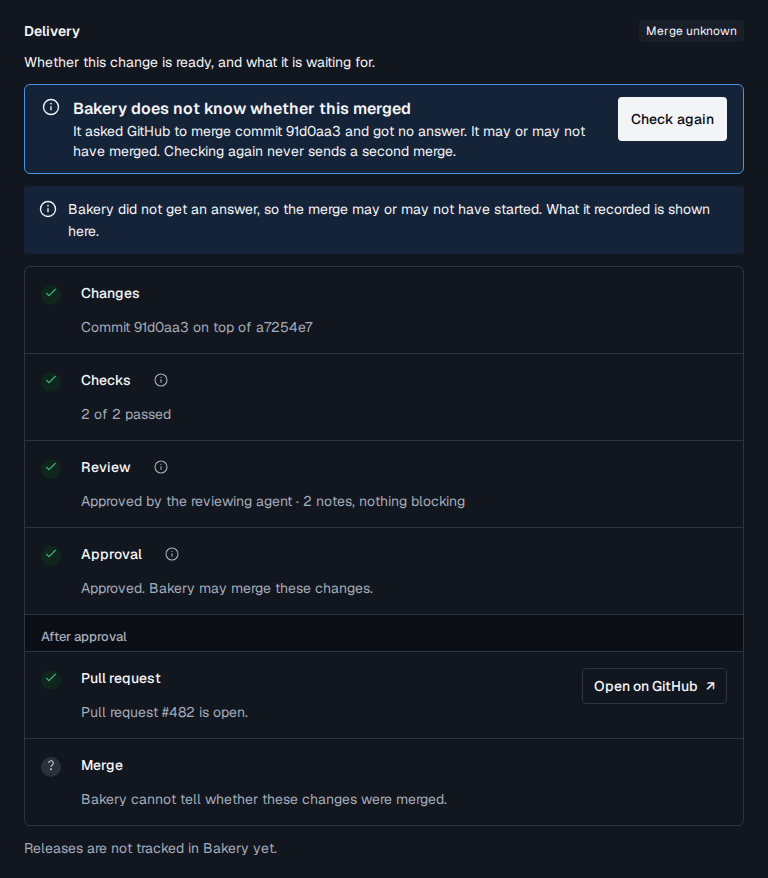 Delivery
Merge unknown
Whether this change is ready, and what it is waiting for.
Bakery does not know whether this merged
It asked GitHub to merge commit 91d0aa3 and got no answer. It may or may not
have merged. Checking again never sends a second merge.
Check again
Bakery did not get an answer, so the merge may or may not have started. What it recorded is shown
here.
Changes
Commit 91d0aa3 on top of a7254e7
Checks
2 of 2 passed
Review
Approved by the reviewing agent · 2 notes, nothing blocking
Approval
Approved. Bakery may merge these changes.
After approval
Pull request
Pull request #482 is open.
Open on GitHub ↗
?
Merge
Bakery cannot tell whether these changes were merged.
Releases are not tracked in Bakery yet.